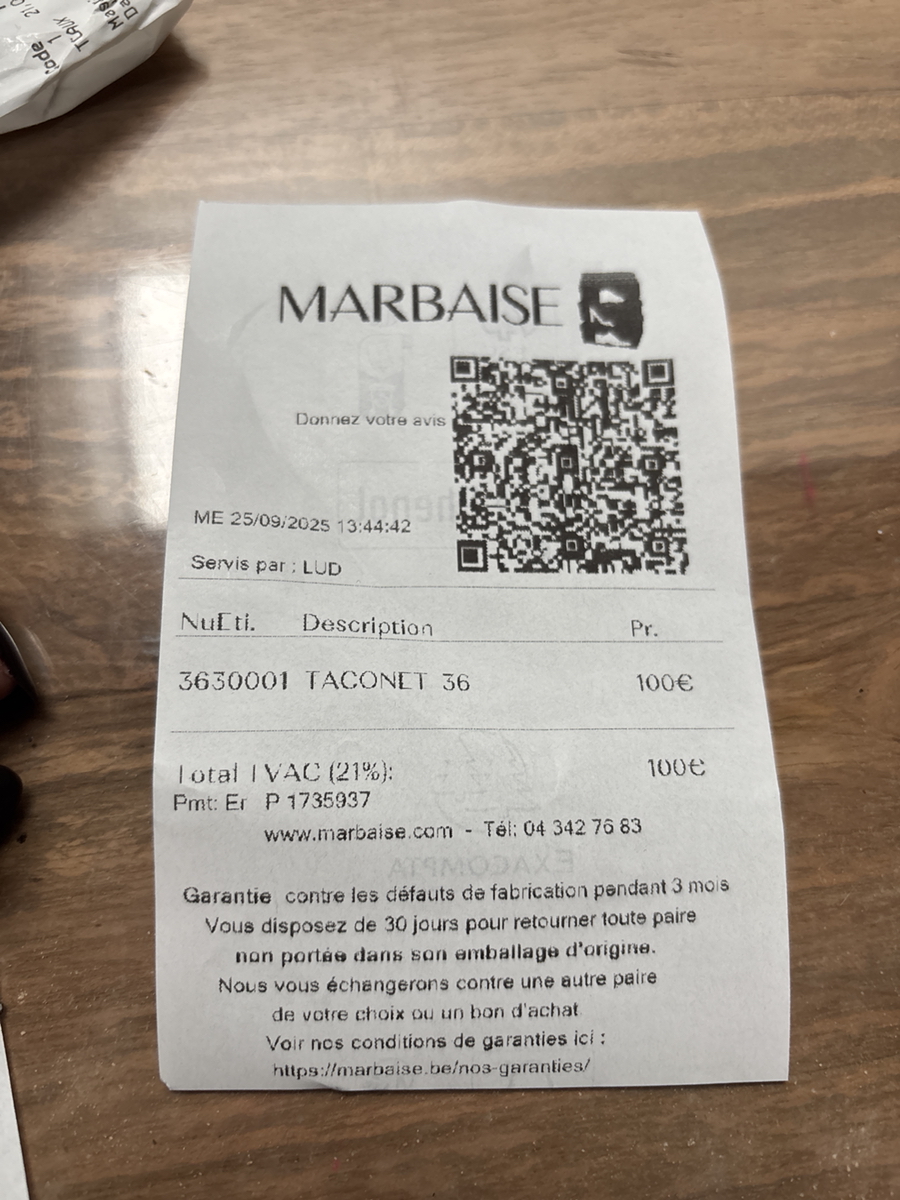 MARBAISE
Donnez votre avis
ME 25/09/2025 13:44:42
Servis par : LUD
NuEti. Description Pr.
3630001 TACONET 36 100€
Total TVAC (21%): 100€
Pmt: Er P 1735937
www.marbaise.com - Tél: 04 342 76 83
EXACOMPTA
Garantie contre les défauts de fabrication pendant 3 mois
Vous disposez de 30 jours pour retourner toute paire
non portée dans son emballage d'origine.
Nous vous échangerons contre une autre paire
de votre choix ou un bon d'achat
Voir nos conditions de garanties ici :
https://marbaise.be/nos-garanties/